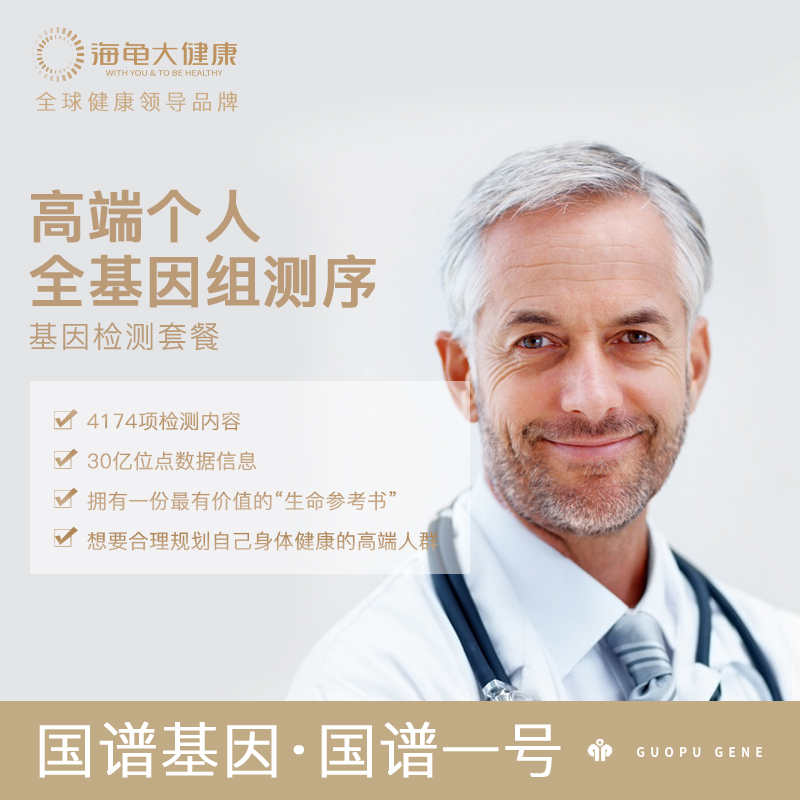 海龟大健康
WITH YOU & TO BE HEALTHY
全球健康领导品牌
高端个人
全基因组测序
基因检测套餐
4174项检测内容
30亿位点数据信息
拥有一份最有价值的“生命参考书”
想要合理规划自己身体健康的高端人群
国谱基因·国谱一号
GUOPU GENE